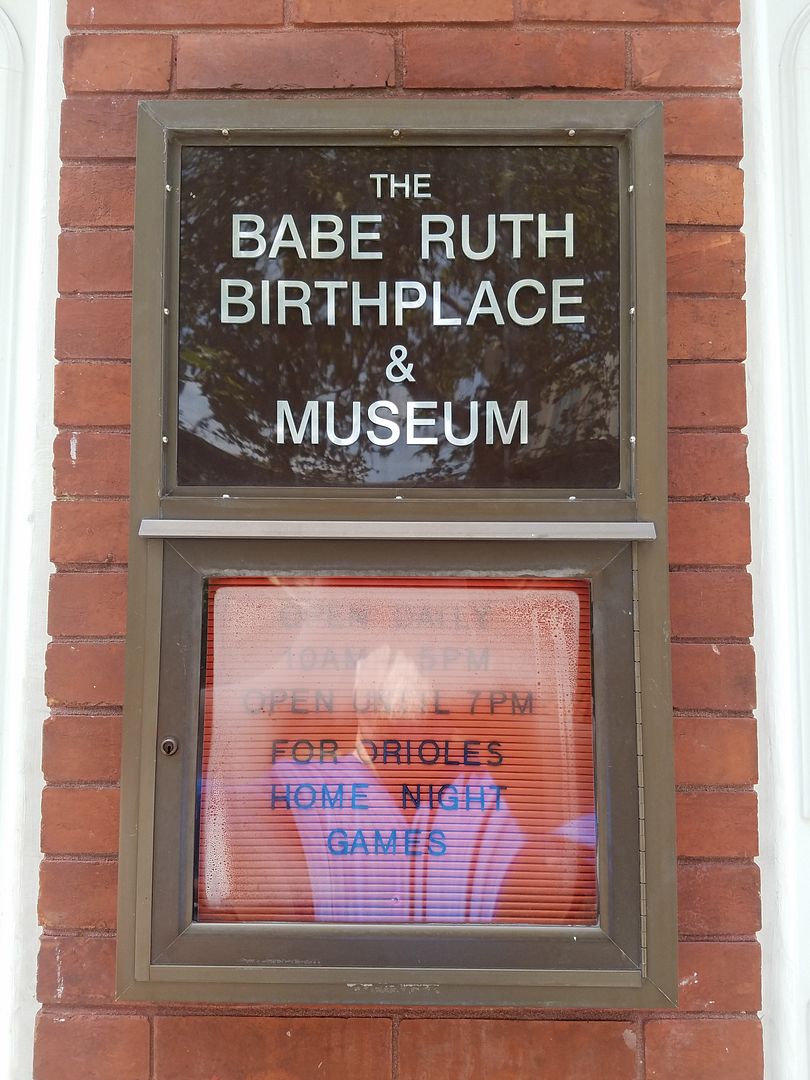 THE
BABE RUTH
BIRTHPLACE
&
MUSEUM
OPEN DAILY
10AM - 5PM
OPEN UNTIL 7PM
FOR ORIOLES
HOME NIGHT
GAMES